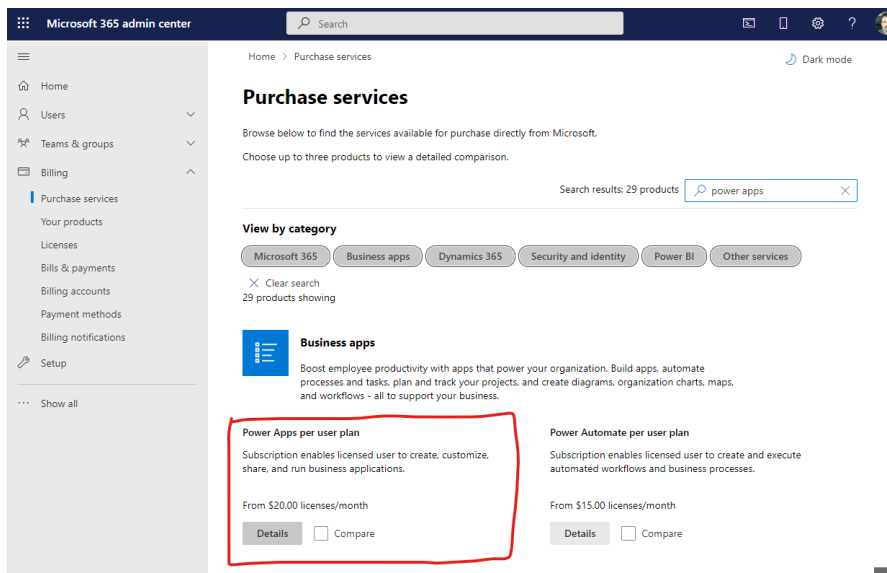 Microsoft 365 admin center
Search
?
Home > Purchase services
Dark mode
Home
Users
Teams & groups
Billing
Purchase services
Your products
Licenses
Bills & payments
Billing accounts
Payment methods
Billing notifications
Setup
Show all
Purchase services
Browse below to find the services available for purchase directly from Microsoft.
Choose up to three products to view a detailed comparison.
Search results: 29 products
power apps
View by category
Microsoft 365
Business apps
Dynamics 365
Security and identity
Power BI
Other services
Clear search
29 products showing
Business apps
Boost employee productivity with apps that power your organization. Build apps, automate
processes and tasks, plan and track your projects, and create diagrams, organization charts, maps,
and workflows - all to support your business.
Power Apps per user plan
Subscription enables licensed user to create, customize,
share, and run business applications.
From $20.00 licenses/month
Details
Compare
Power Automate per user plan
Subscription enables licensed user to create and execute
automated workflows and business processes.
From $15.00 licenses/month
Details
Compare